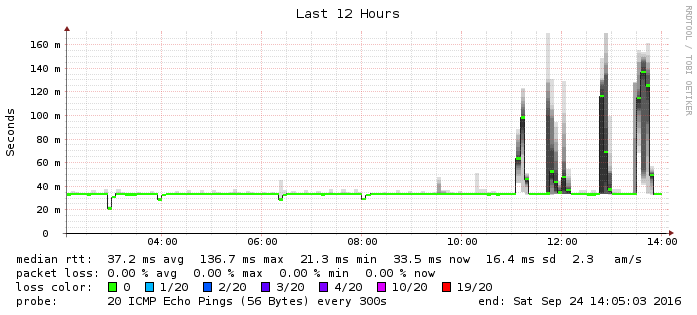 Last 12 Hours
RRDTOOL / TOBI OETIKER
Seconds
160 m
140 m
120 m
100 m
80 m
60 m
40 m
20 m
0
04:00 06:00 08:00 10:00 12:00 14:00
median rtt: 37.2 ms avg 136.7 ms max 21.3 ms min 33.5 ms now 16.4 ms sd 2.3 am/s
packet loss: 0.00 % avg 0.00 % max 0.00 % min 0.00 % now
loss color: 0 1/20 2/20 3/20 4/20 10/20 19/20
probe: 20 ICMP Echo Pings (56 Bytes) every 300s end: Sat Sep 24 14:05:03 2016